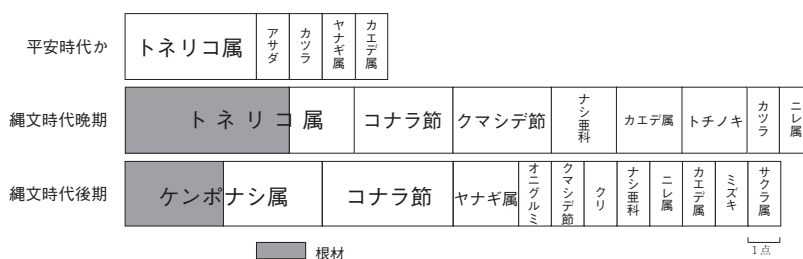 平安時代か
トネリコ属 アサダ カツラ ヤナギ属 カエデ属
縄文時代晩期
トネリコ属 コナラ節 クマシデ節 ナシ亜科 カエデ属 トチノキ カツラ ニレ属
縄文時代後期
ケンポナシ属 コナラ節 ヤナギ属 オニグルミ クマシデ節 クリ ナシ亜科 ニレ属 カエデ属 ミズキ サクラ属
根材
1点